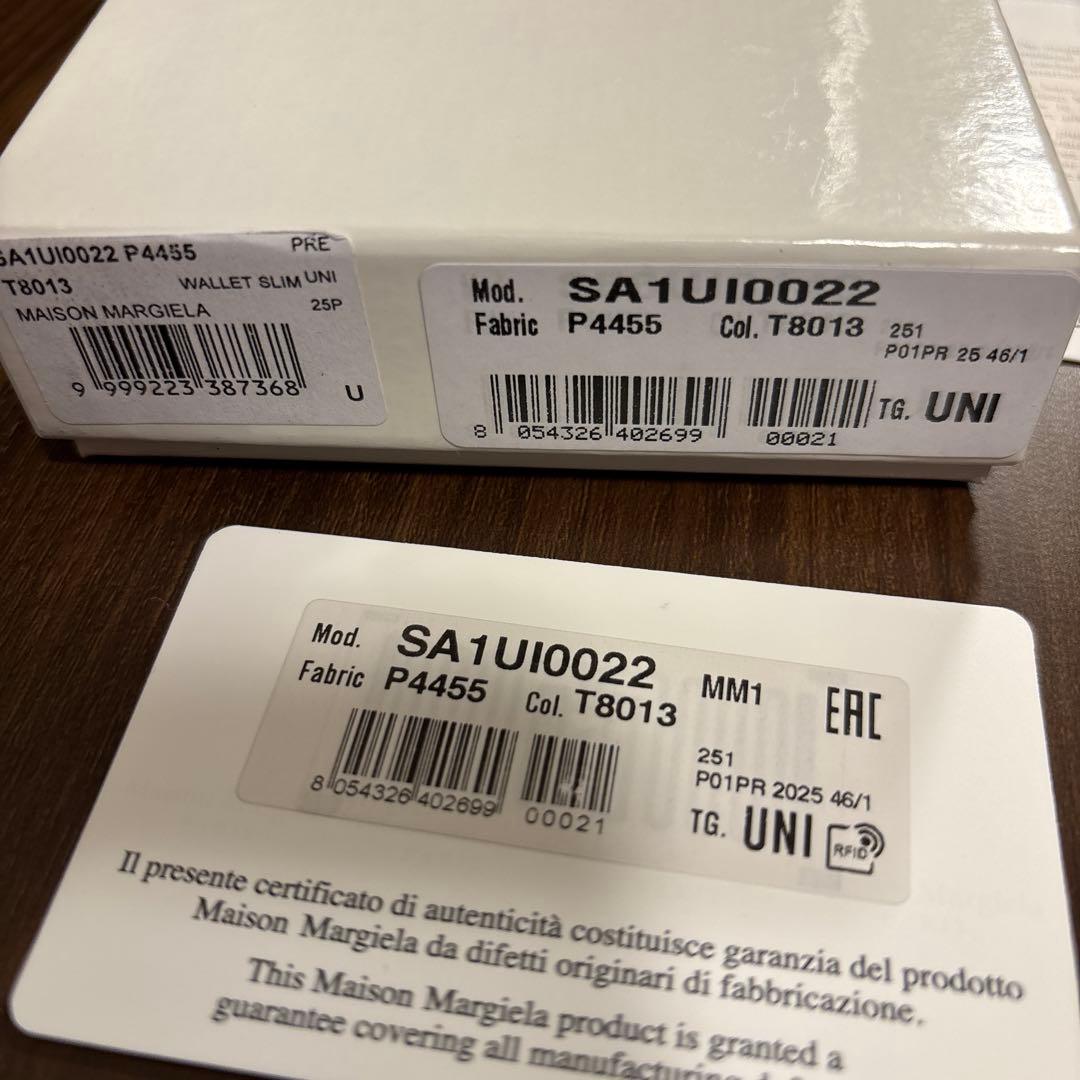 SA1UI0022 P4455 PRE
T8013 WALLET SLIM UNI
MAISON MARGIELA 25P
9 999223 387368 U
Mod. SA1UI0022
Fabric P4455 Col. T8013 251
P01PR 25 46/1
TG. UNI
8 054326 402699 00021
Mod. SA1UI0022 MM1 EAC
Fabric P4455 Col. T8013
251
P01PR 2025 46/1
8 054326 402699 00021
TG. UNI RFID
Il presente certificato di autenticità costituisce garanzia del prodotto
Maison Margiela da difetti originari di fabbricazione.
This Maison Margiela product is granted a
guarantee covering all